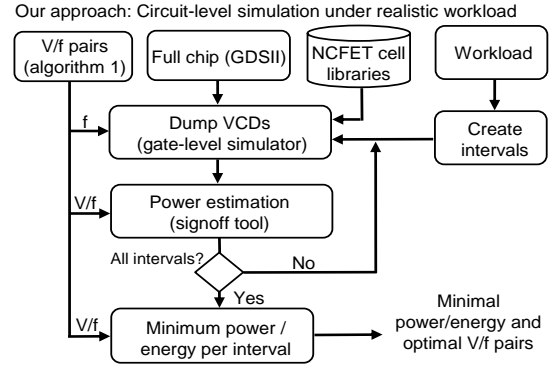 Our approach: Circuit-level simulation under realistic workload
V/f pairs
(algorithm 1)
Full chip (GDSII)
NCFET cell
libraries
Workload
f
Dump VCDs
(gate-level simulator)
Create
intervals
V/f
Power estimation
(signoff tool)
All intervals?
No
Yes
V/f
Minimum power /
energy per interval
Minimal
power/energy and
optimal V/f pairs